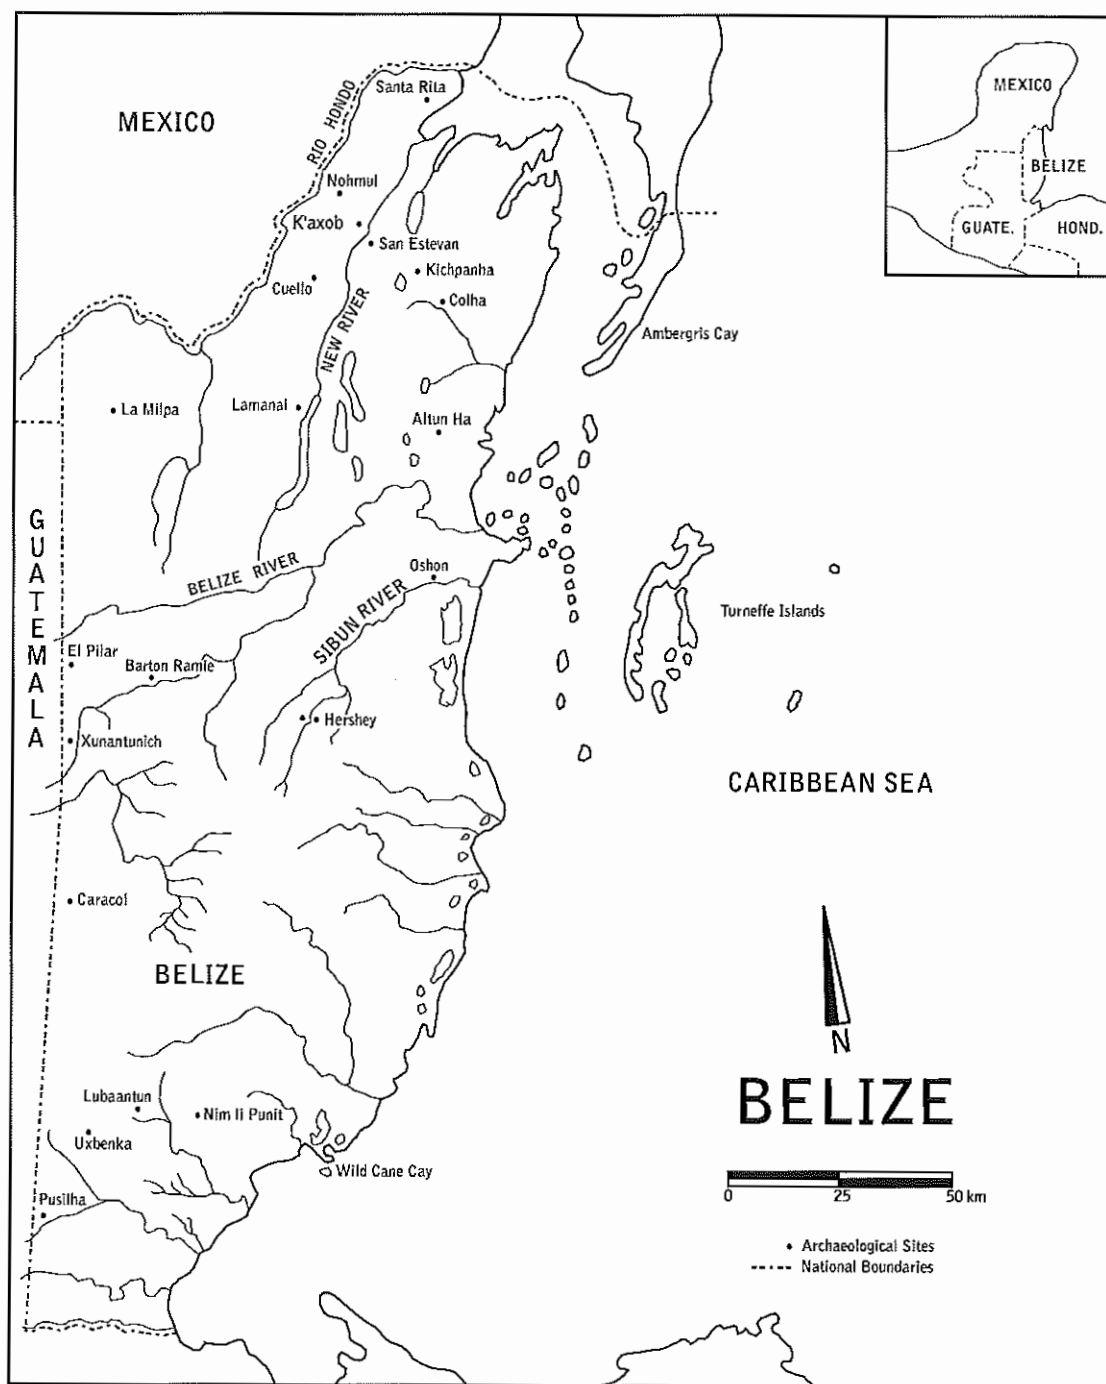 MEXICO
RIO HONDO
Santa Rita
Nohmul
K'axob
San Estevan
Kichpanha
Cuello
Colha
NEW RIVER
Ambergris Cay
La Milpa
Lamanai
Altun Ha
GUATEMALA
BELIZE RIVER
Oshon
SIBUN RIVER
Turneffe Islands
El Pilar
Barton Ramie
Hershey
Xunantunich
CARIBBEAN SEA
Caracol
BELIZE
Lubaantun
Nim li Punit
Uxbenka
Wild Cane Cay
Pusilha
MEXICO
BELIZE
GUATE.
HOND.
N
BELIZE
0 25 50 km
Archaeological Sites
National Boundaries